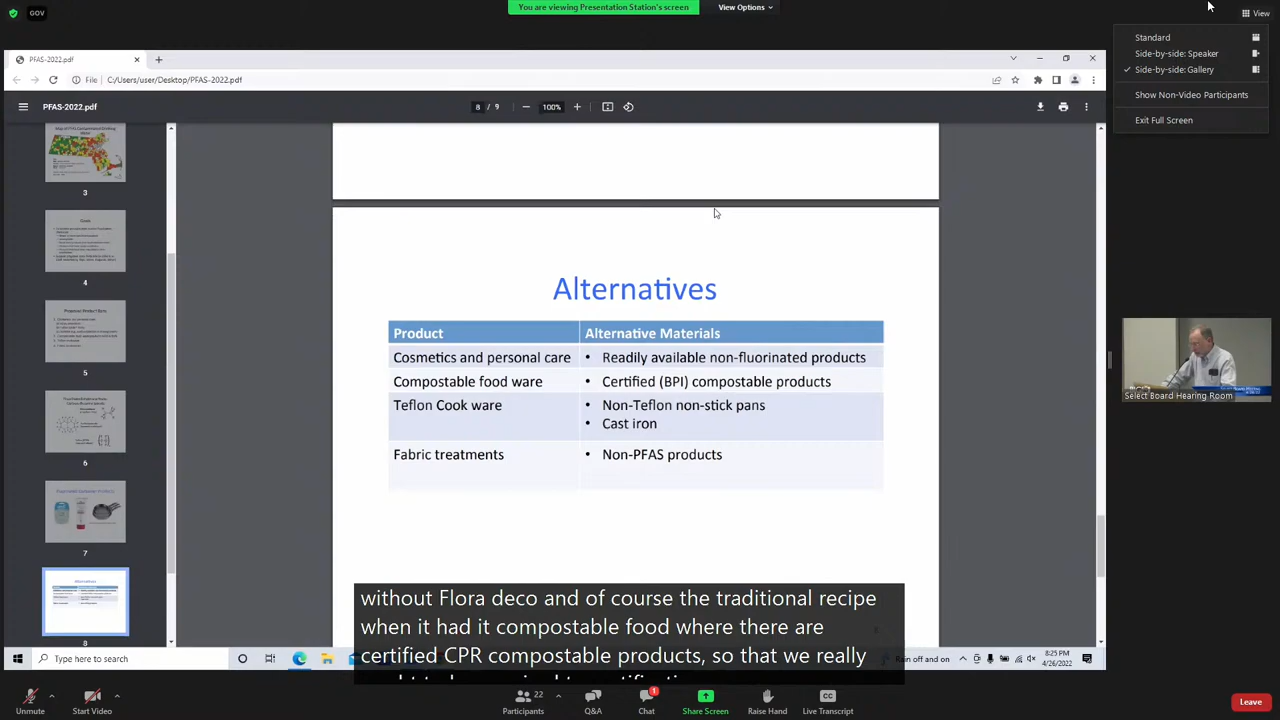 GOV
You are viewing Presentation Station's screen
View Options
View
Standard
Side-by-side: Speaker
Side-by-side: Gallery
Show Non-Video Participants
Exit Full Screen
PFAS-2022.pdf
File
C:/Users/user/Desktop/PFAS-2022.pdf
PFAS-2022.pdf
8 / 9
100%
3
4
5
6
7
Alternatives
8
Alternatives
Product
Alternative Materials
Cosmetics and personal care
• Readily available non-fluorinated products
Compostable food ware
• Certified (BPI) compostable products
Teflon Cook ware
• Non-Teflon non-stick pans
• Cast iron
Fabric treatments
• Non-PFAS products
Select Board Hearing Room
without Flora deco and of course the traditional recipe
when it had it compostable food where there are
certified CPR compostable products, so that we really
Type here to search
Rain off and on
8:25 PM
4/26/2022
Unmute
Start Video
22
Participants
Q&A
1
Chat
Share Screen
Raise Hand
CC
Live Transcript
Leave